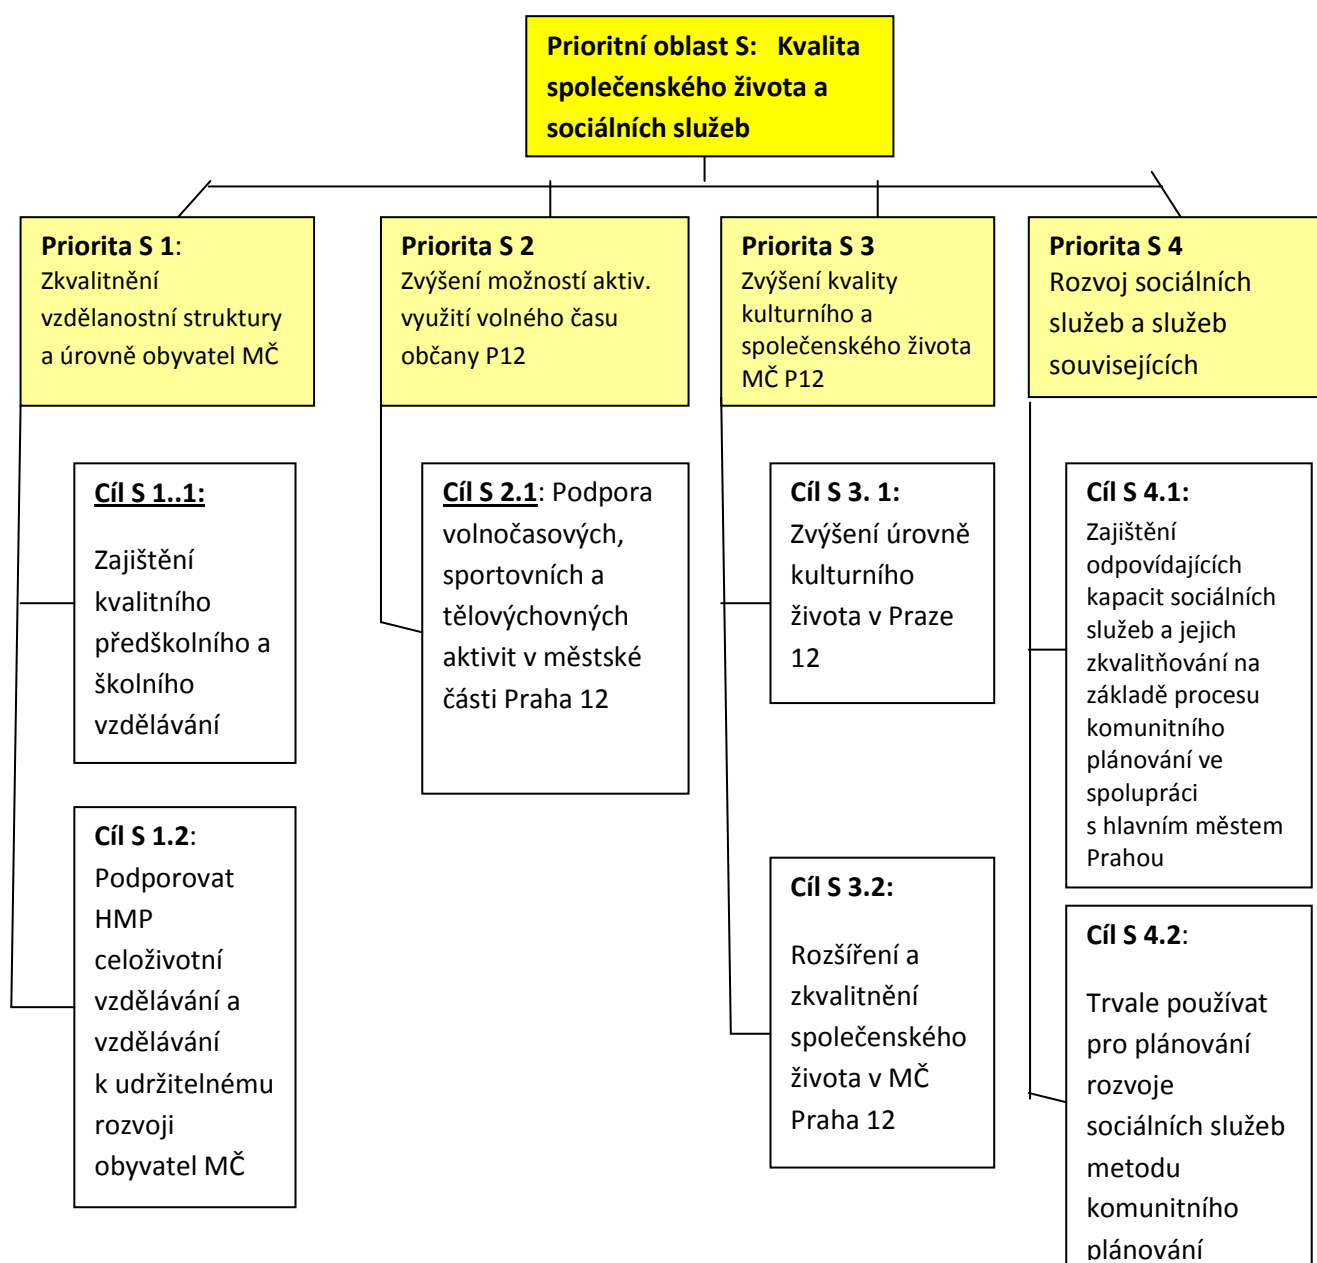 Prioritní oblast S:   Kvalita
společenského života a
sociálních služeb
Priorita S 1:
Zkvalitnění
vzdělanostní struktury
a úrovně obyvatel MČ
Priorita S 2
Zvýšení možností aktiv.
využití volného času
občany P12
Priorita S 3
Zvýšení kvality
kulturního a
společenského života
MČ P12
Priorita S 4
Rozvoj sociálních
služeb a služeb
souvisejících
Cíl S 1..1:
Zajištění
kvalitního
předškolního a
školního
vzdělávání
Cíl S 1.2:
Podporovat
HMP
celoživotní
vzdělávání a
vzdělávání
k udržitelnému
rozvoji
obyvatel MČ
Cíl S 2.1: Podpora
volnočasových,
sportovních a
tělovýchovných
aktivit v městské
části Praha 12
Cíl S 3. 1:
Zvýšení úrovně
kulturního
života v Praze
12
Cíl S 3.2:
Rozšíření a
zkvalitnění
společenského
života v MČ
Praha 12
Cíl S 4.1:
Zajištění
odpovídajících
kapacit sociálních
služeb a jejich
zkvalitňování na
základě procesu
komunitního
plánování ve
spolupráci
s hlavním městem
Prahou
Cíl S 4.2:
Trvale používat
pro plánování
rozvoje
sociálních služeb
metodu
komunitního
plánování